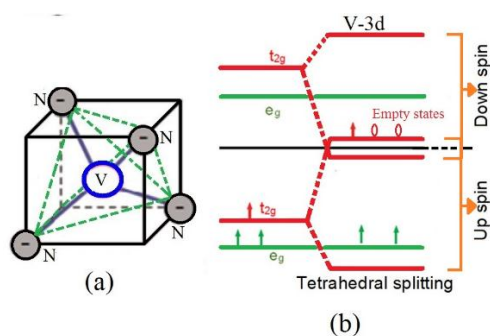 N
N
V
N
N
(a)
V-3d
t2g
eg
Empty states
t2g
eg
Tetrahedral splitting
Down spin
Up spin
(b)